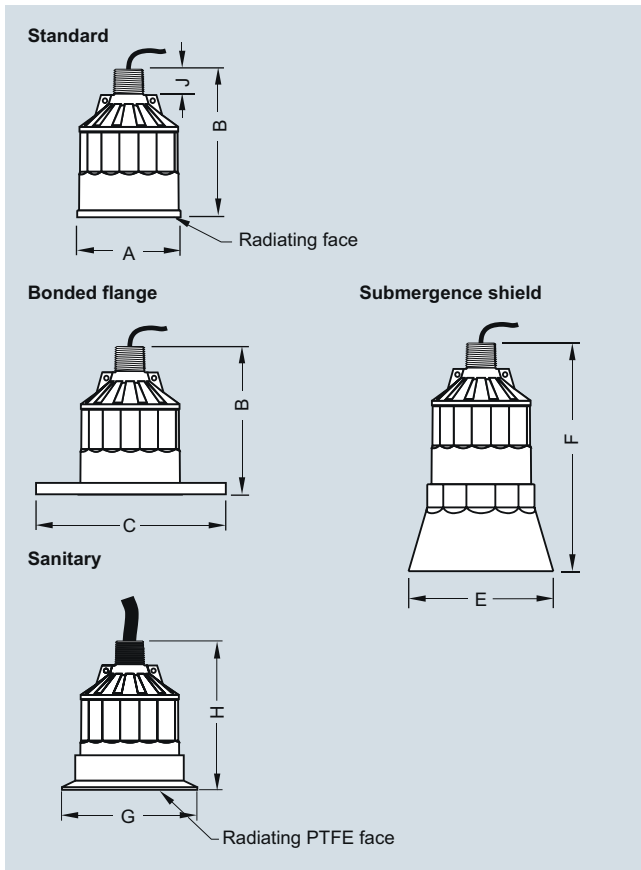 Standard
J
B
A
Radiating face
Bonded flange
B
C
Submergence shield
F
E
Sanitary
H
G
Radiating PTFE face